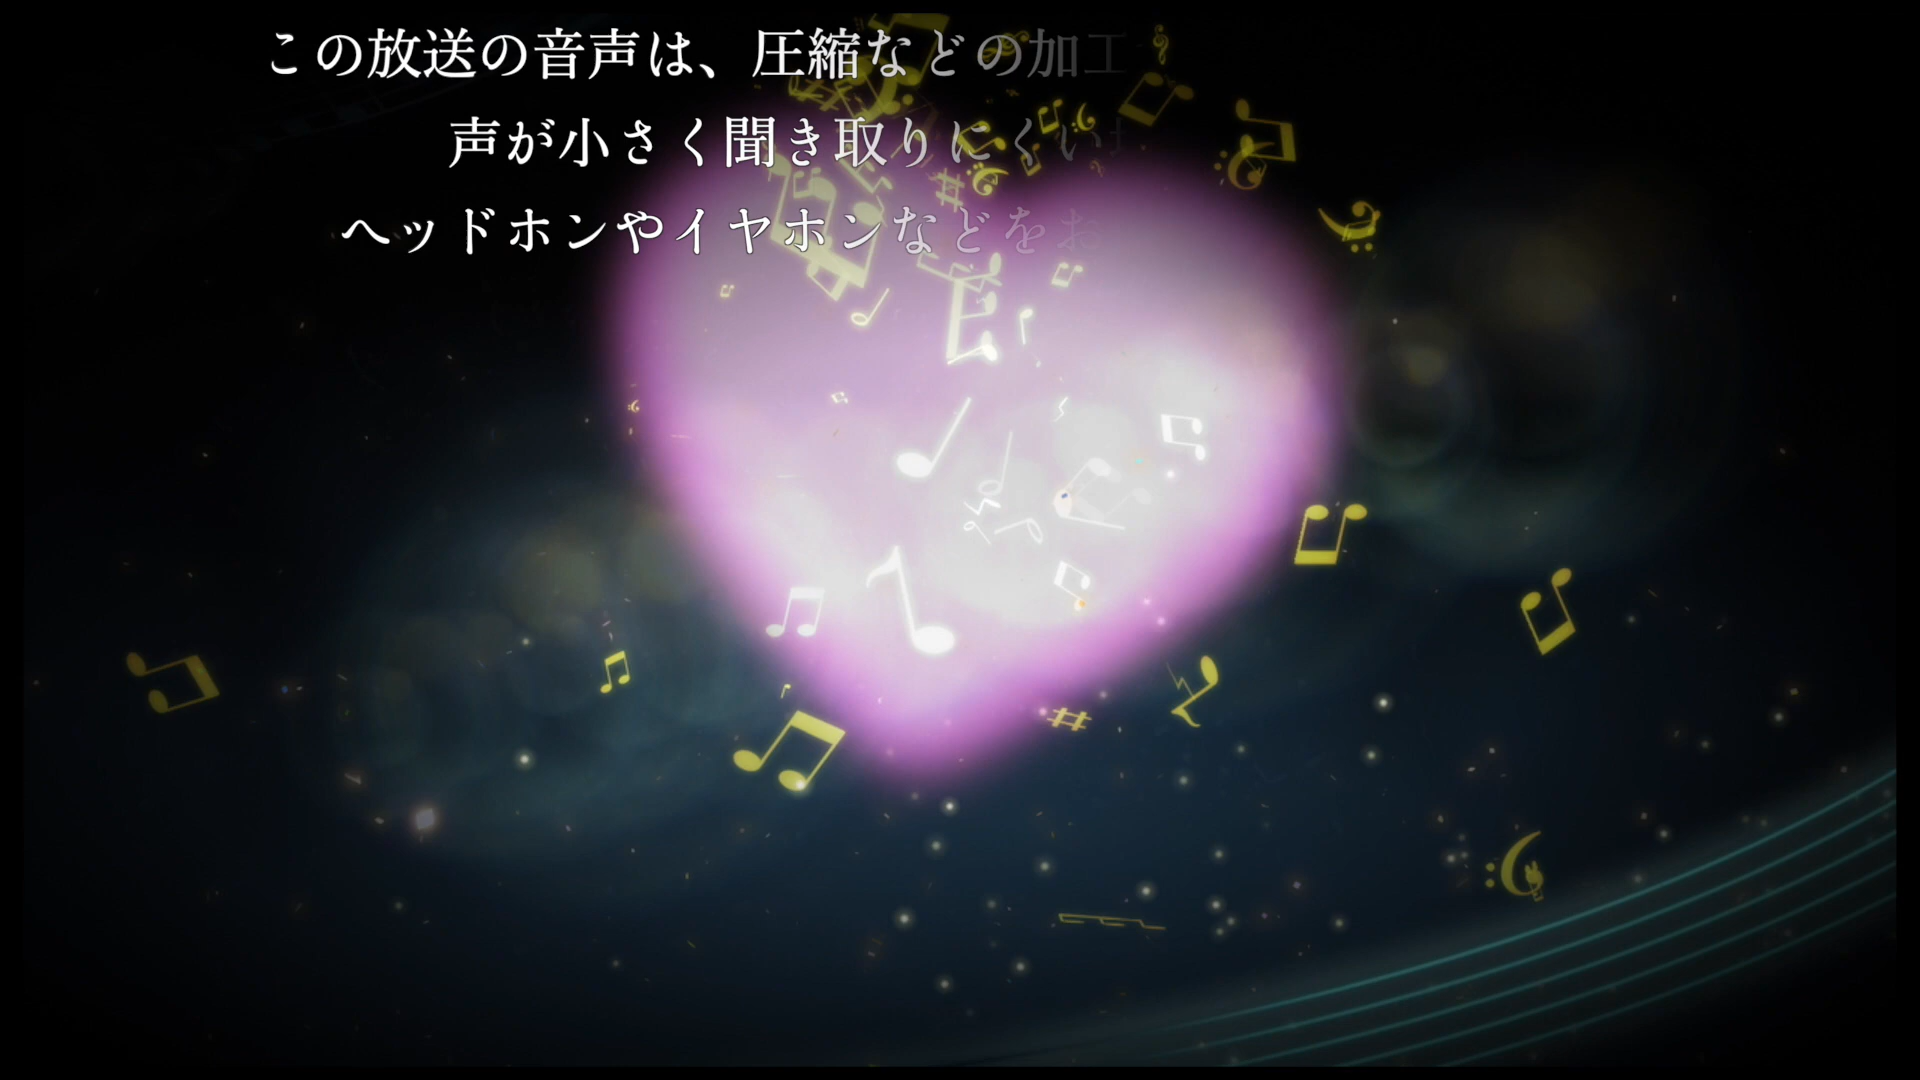 この放送の音声は、圧縮などの加工
声が小さく聞き取りにくい
ヘッドホンやイヤホンなどをお